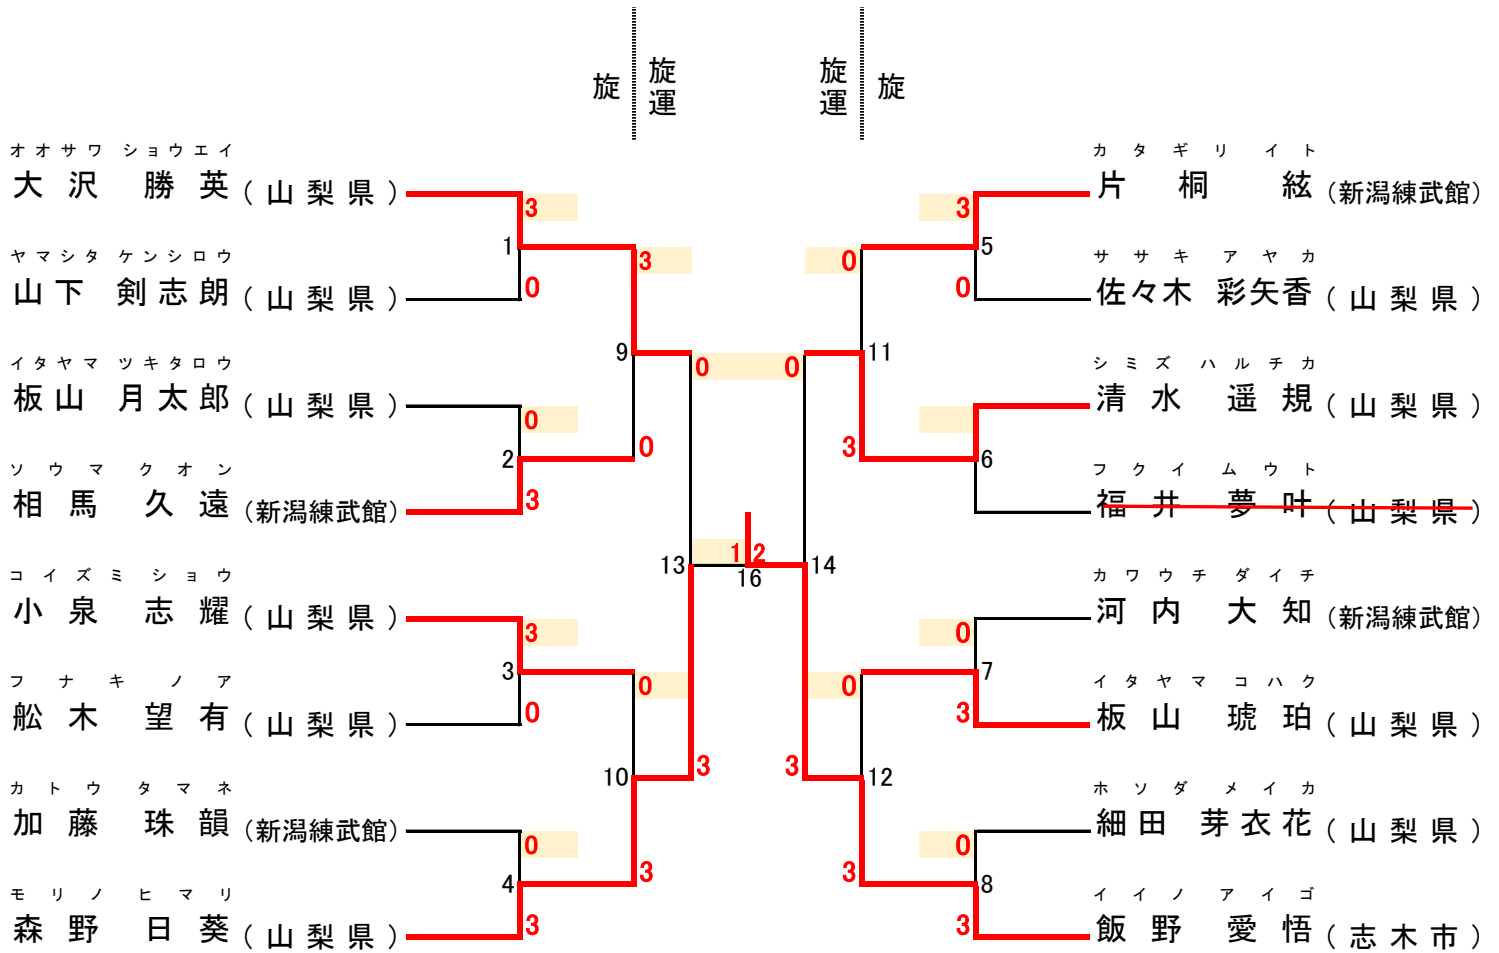 旋
旋運
旋運
旋
オオサワ ショウエイ
大沢 勝英 (山梨県)
3
1
ヤマシタ ケンシロウ
山下 剣志朗 (山梨県)
0
3
9
イタヤマ ツキタロウ
板山 月太郎 (山梨県)
0
2
0
ソウマ クオン
相馬 久遠 (新潟練武館)
3
0
13
コイズミ ショウ
小泉 志耀 (山梨県)
3
3
フナキ ノア
舩木 望有 (山梨県)
0
0
10
3
カトウ タマネ
加藤 珠韻 (新潟練武館)
0
4
3
モリノ ヒマリ
森野 日葵 (山梨県)
3
1 2
16
カタギリ イト
片桐 絃 (新潟練武館)
3
5
ササキ アヤカ
佐々木 彩矢香 (山梨県)
0
0
11
シミズ ハルチカ
清水 遥規 (山梨県)
6
3
フクイ ムウト
福井 夢叶 (山梨県)
0
14
カワウチ ダイチ
河内 大知 (新潟練武館)
0
7
イタヤマ コハク
板山 琥珀 (山梨県)
3
0
12
3
ホソダ メイカ
細田 芽衣花 (山梨県)
0
8
3
イイノ アイゴ
飯野 愛悟 (志木市)
3